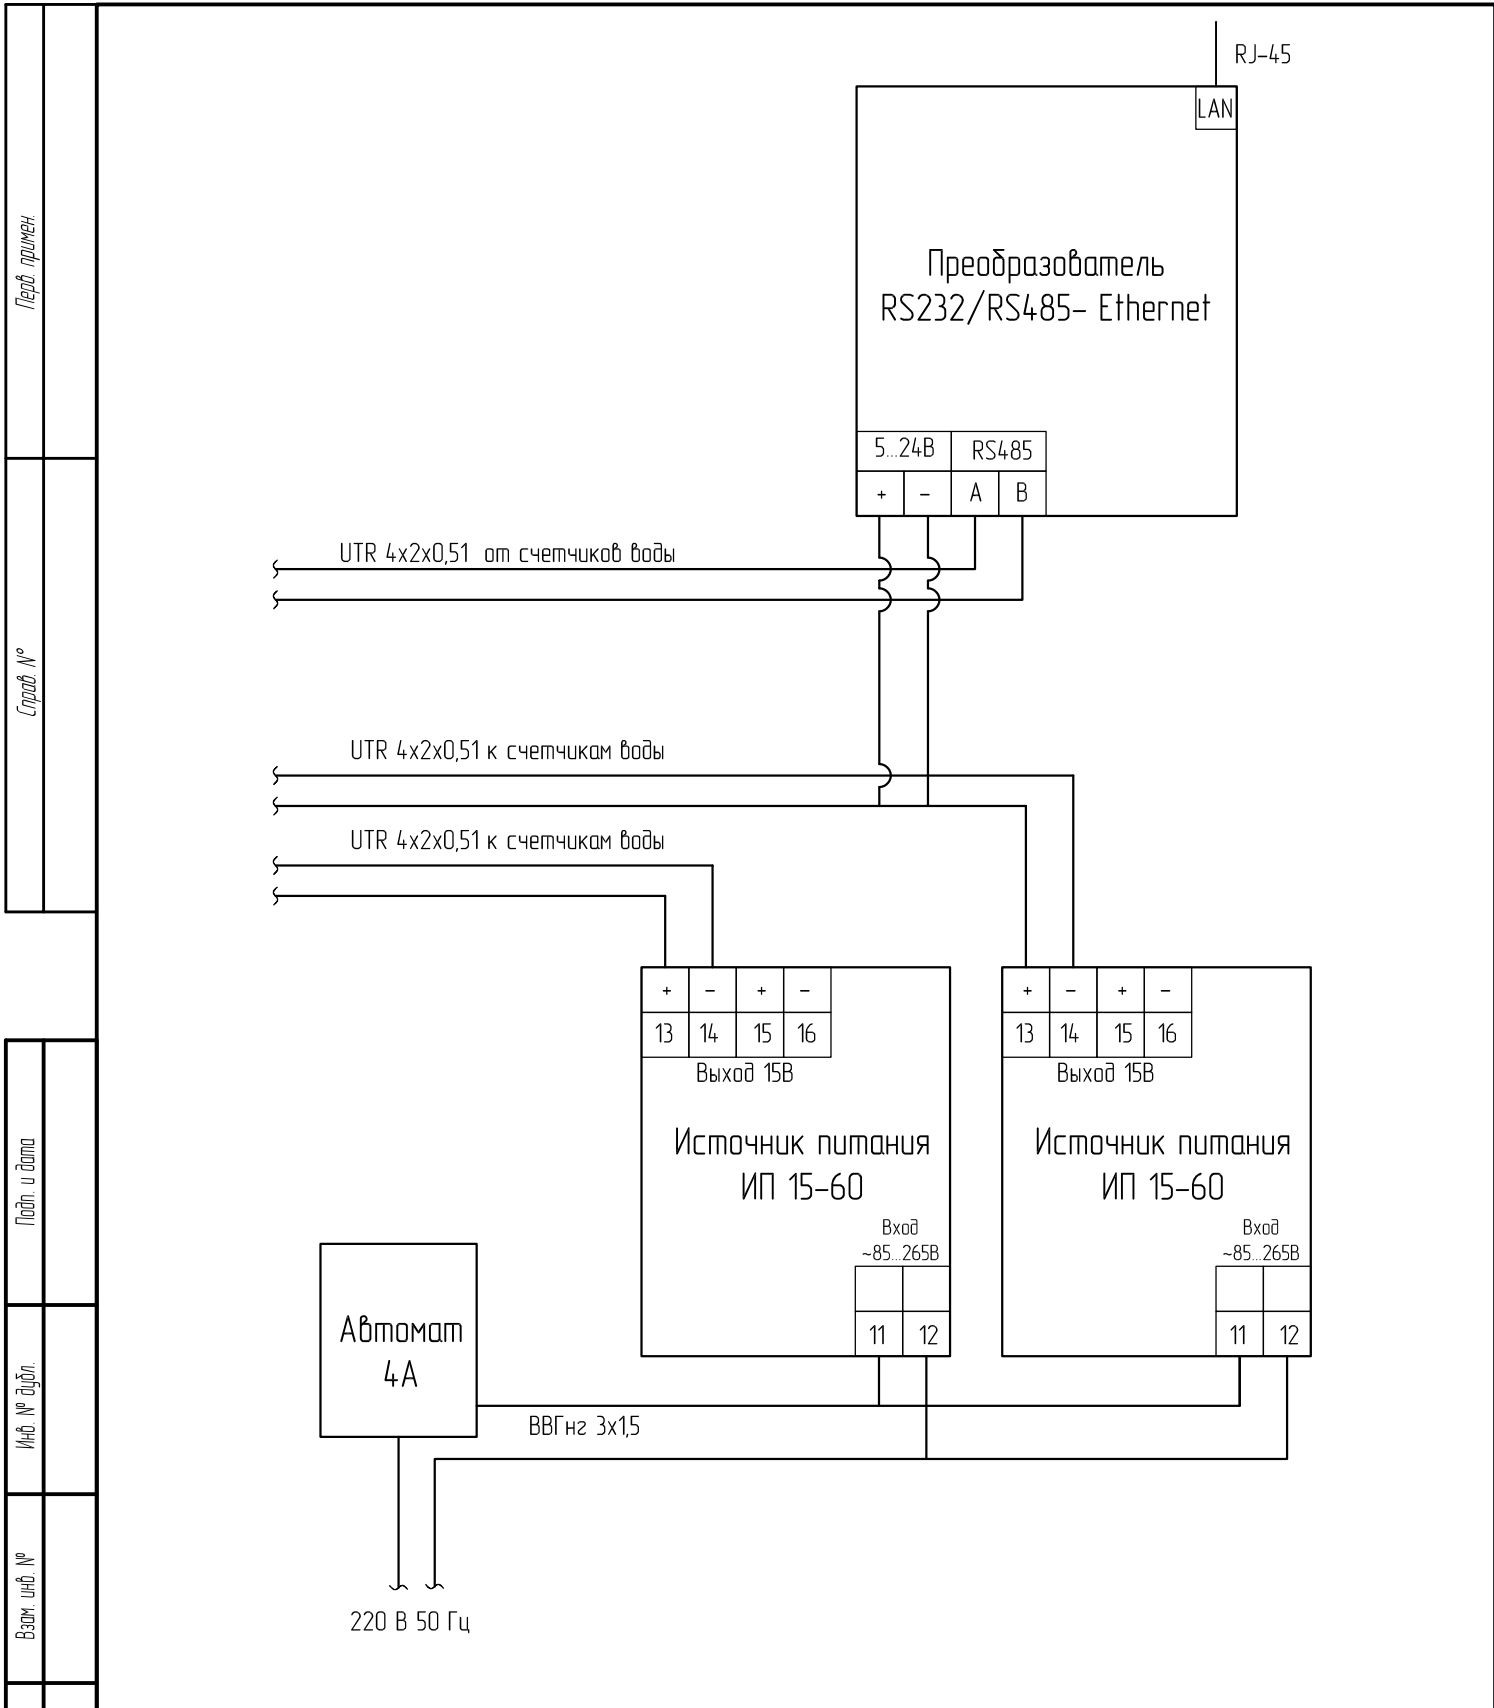 RJ-45
LAN
Преобразователь
RS232/RS485- Ethernet
5...24В RS485
+ - A B
UTR 4x2x0,51 от счетчиков воды
UTR 4x2x0,51 к счетчикам воды
UTR 4x2x0,51 к счетчикам воды
+ - + -
13 14 15 16
Выход 15В
Источник питания
ИП 15-60
Вход
~85...265В
11 12
+ - + -
13 14 15 16
Выход 15В
Источник питания
ИП 15-60
Вход
~85...265В
11 12
Автомат
4А
ВВГнг 3х1,5
220 В 50 Гц
Перв. примен.
Справ. №
Подп. и дата
Инв. № дубл.
Взам. инв. №